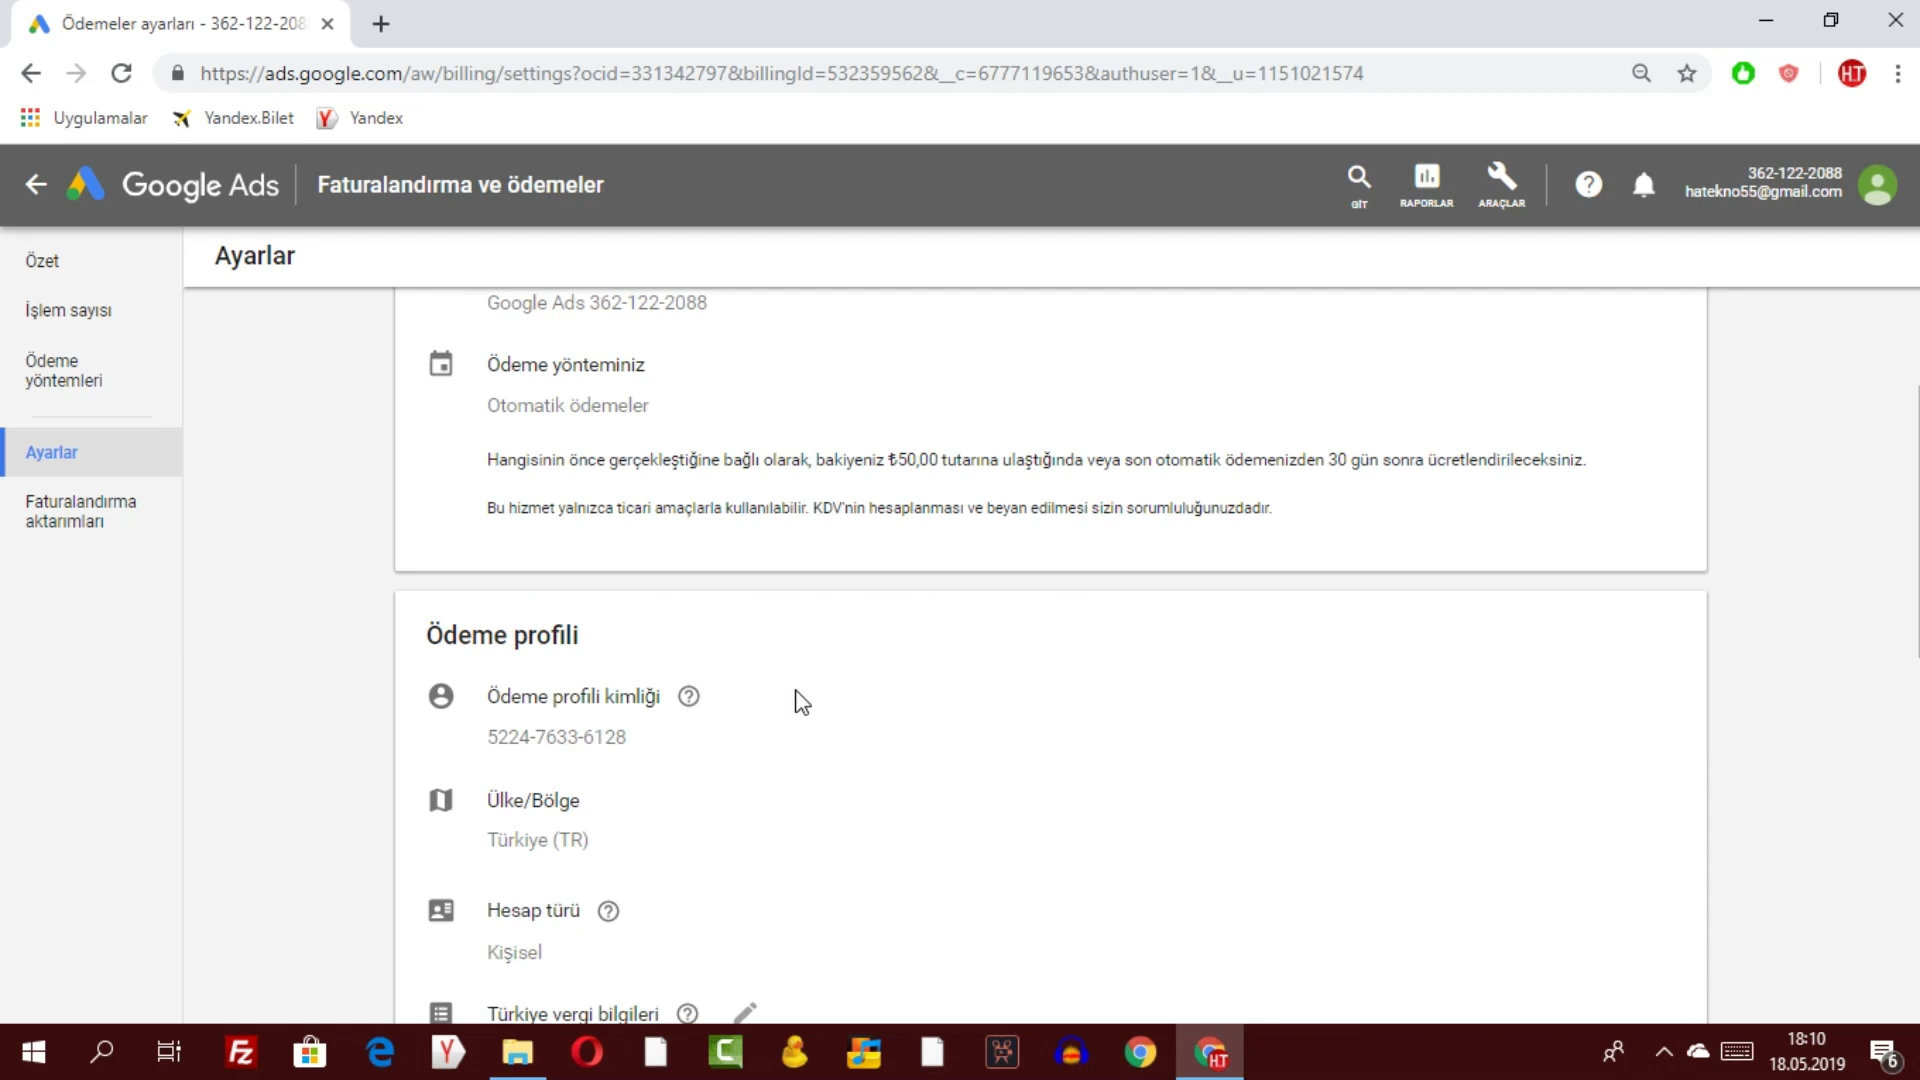 Ödemeler ayarları - 362-122-208
https://ads.google.com/aw/billing/settings?ocid=331342797&billingId=532359562&__c=6777119653&authuser=1&__u=1151021574
HT
Uygulamalar
Yandex.Bilet
Yandex
Google Ads
Faturalandırma ve ödemeler
GİT
RAPORLAR
ARAÇLAR
362-122-2088
hatekno55@gmail.com
Özet
İşlem sayısı
Ödeme
yöntemleri
Ayarlar
Faturalandırma
aktarımları
Ayarlar
Google Ads 362-122-2088
Ödeme yönteminiz
Otomatik ödemeler
Hangisinin önce gerçekleştiğine bağlı olarak, bakiyeniz ₺50,00 tutarına ulaştığında veya son otomatik ödemenizden 30 gün sonra ücretlendirileceksiniz.
Bu hizmet yalnızca ticari amaçlarla kullanılabilir. KDV'nin hesaplanması ve beyan edilmesi sizin sorumluluğunuzdadır.
Ödeme profili
Ödeme profili kimliği
5224-7633-6128
Ülke/Bölge
Türkiye (TR)
Hesap türü
Kişisel
Türkiye vergi bilgileri
18:10
18.05.2019
6